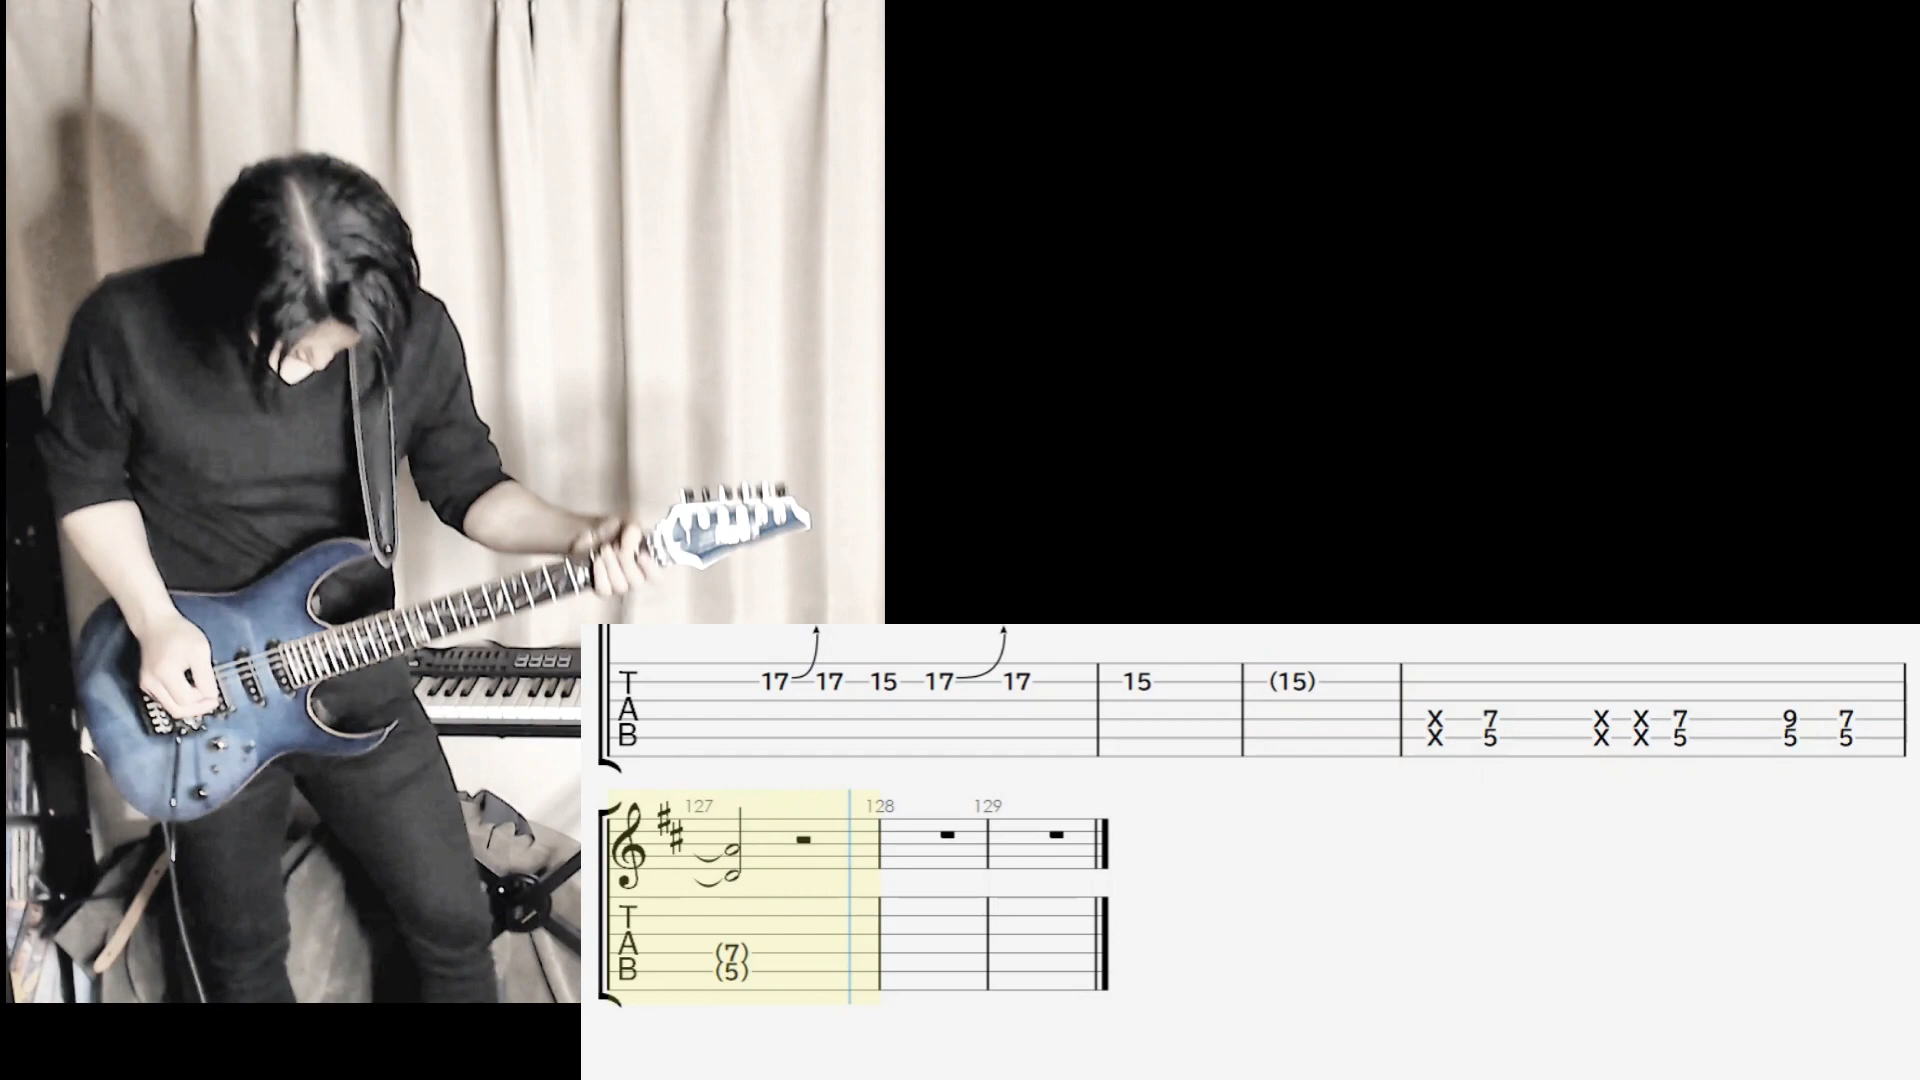 T 17 17 15 17 17 15 (15)
A X 7 X X 7 9 7
B X 5 X X 5 5 5
127 128 129
T
A (7)
B (5)